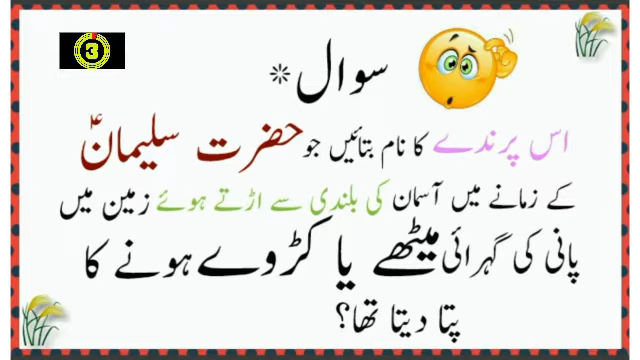 3
سوال*
اس پرندے کا نام بتائیں جو حضرت سلیمانؑ
کے زمانے میں آسمان کی بلندی سے اڑتے ہوئے زمین میں
پانی کی گہرائی میٹھے یا کڑوے ہونے کا
پتا دیتا تھا؟